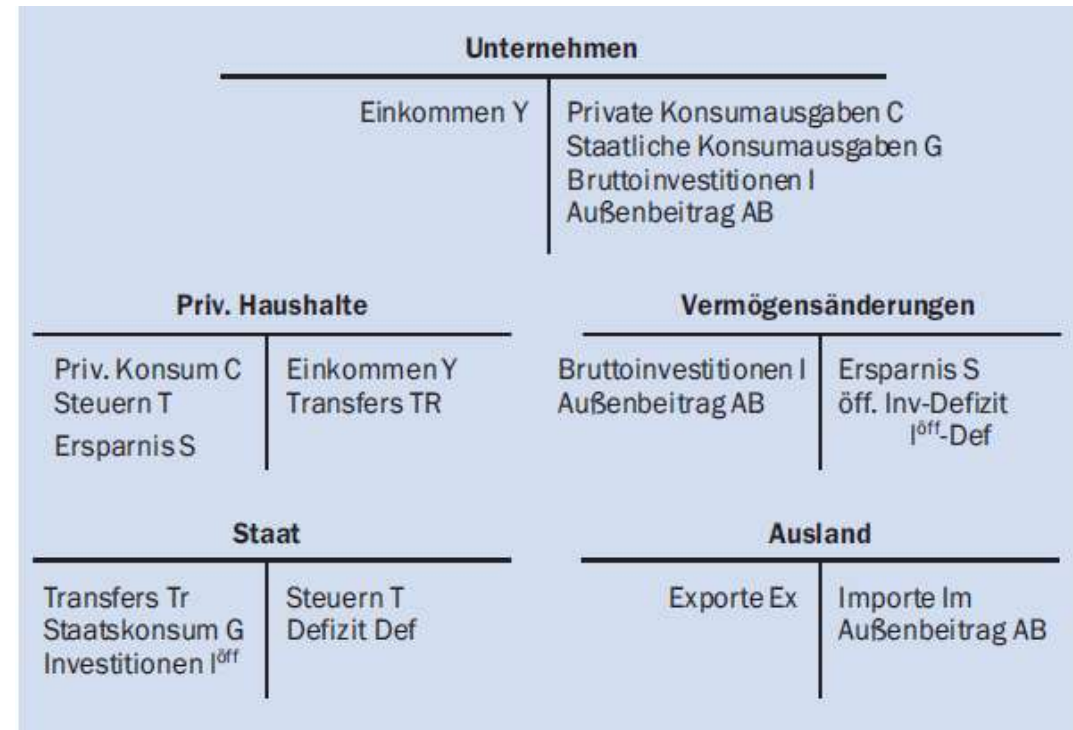 Unternehmen
Einkommen Y
Private Konsumausgaben C
Staatliche Konsumausgaben G
Bruttoinvestitionen I
Außenbeitrag AB
Priv. Haushalte
Priv. Konsum C
Steuern T
Ersparnis S
Einkommen Y
Transfers TR
Vermögensänderungen
Bruttoinvestitionen I
Außenbeitrag AB
Ersparnis S
öff. Inv-Defizit
I^öff-Def
Staat
Transfers Tr
Staatskonsum G
Investitionen I^öff
Steuern T
Defizit Def
Ausland
Exporte Ex
Importe Im
Außenbeitrag AB